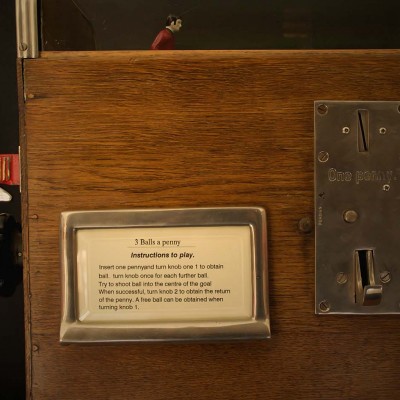 One penny.
3 Balls a penny
Instructions to play.
Insert one pennyand turn knob one 1 to obtain
ball. turn knob once for each further ball.
Try to shoot ball into the centre of the goal
When successful, turn knob 2 to obtain the return
of the penny. A free ball can be obtained when
turning knob 1.